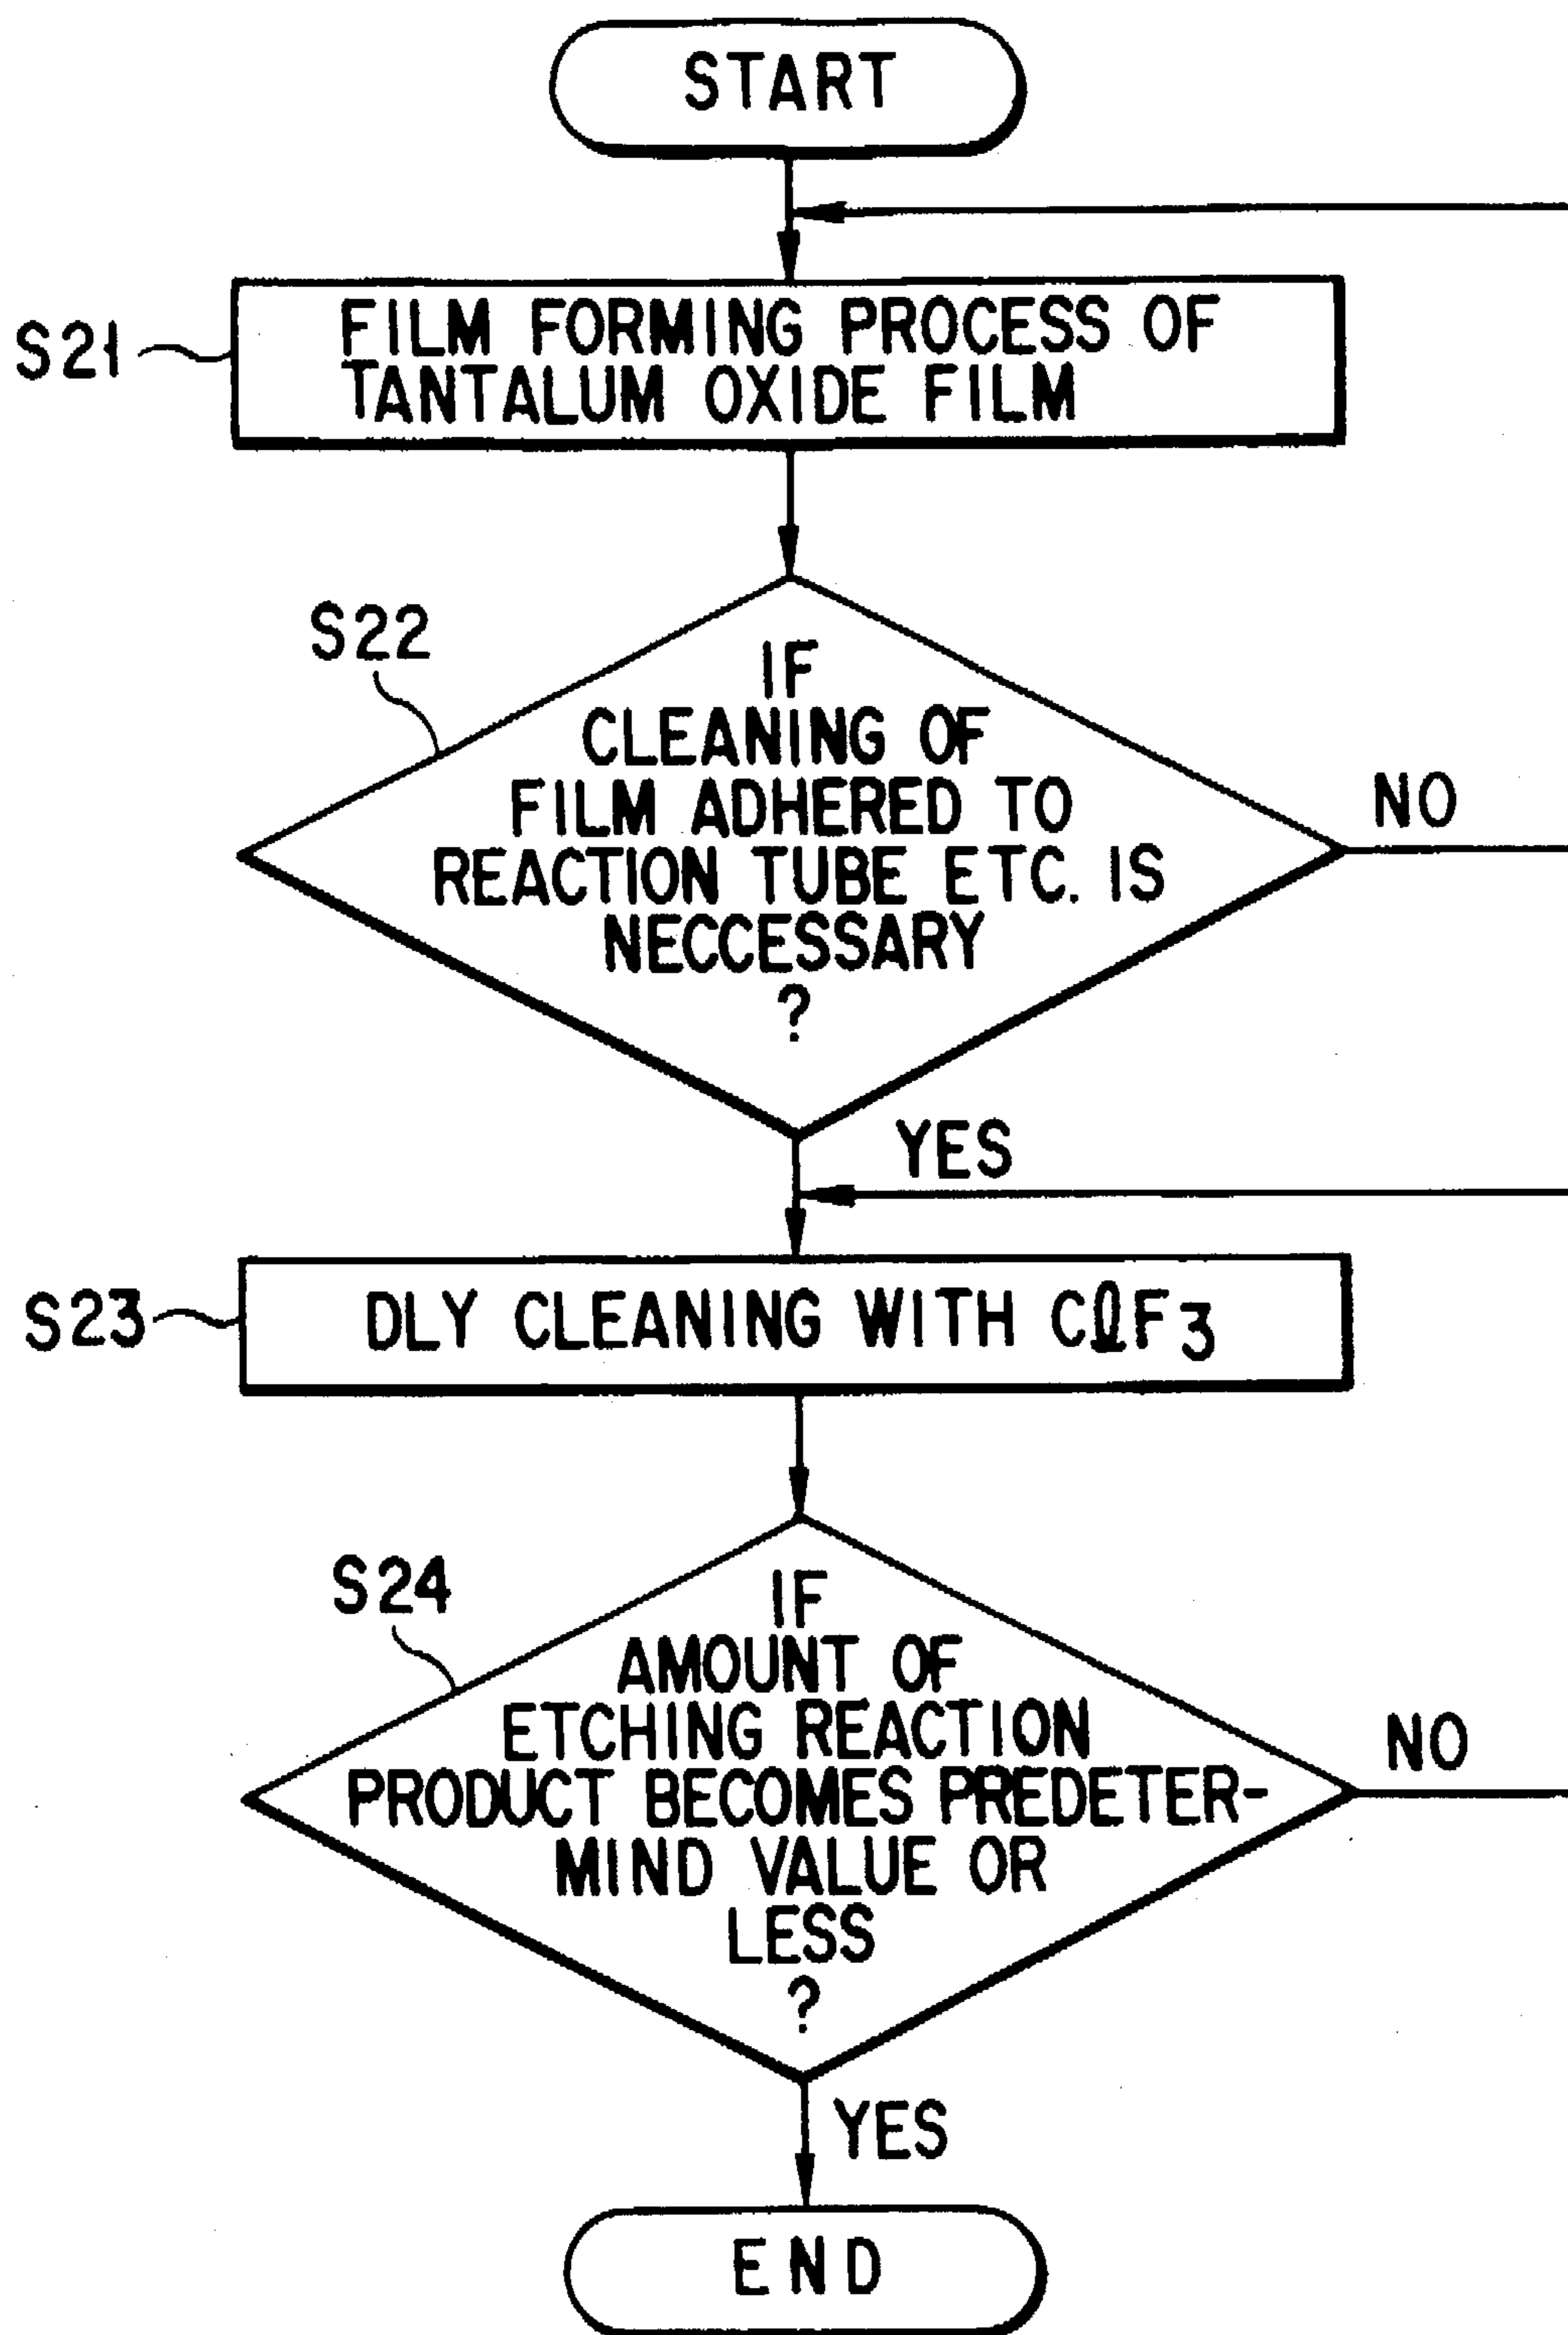 START
S21
FILM FORMING PROCESS OF
TANTALUM OXIDE FILM
S22
IF
CLEANING OF
FILM ADHERED TO
REACTION TUBE ETC. IS
NECCESSARY
?
NO
YES
S23
DLY CLEANING WITH CℓF3
S24
IF
AMOUNT OF
ETCHING REACTION
PRODUCT BECOMES PREDETER-
MIND VALUE OR
LESS
?
NO
YES
END